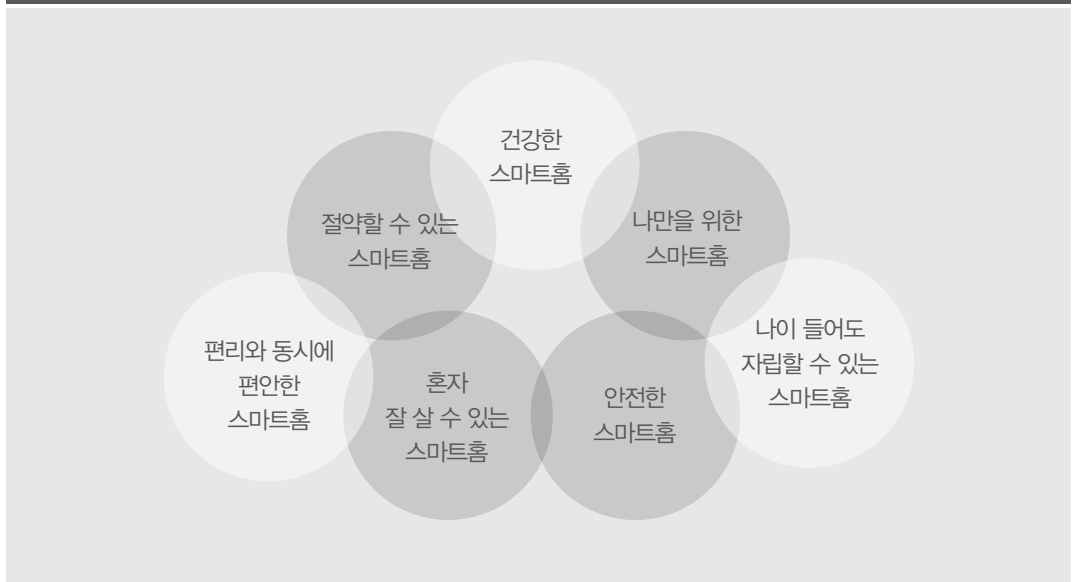 건강한
스마트홈
절약할 수 있는
스마트홈
나만을 위한
스마트홈
편리와 동시에
편안한
스마트홈
혼자
잘 살 수 있는
스마트홈
안전한
스마트홈
나이 들어도
자립할 수 있는
스마트홈